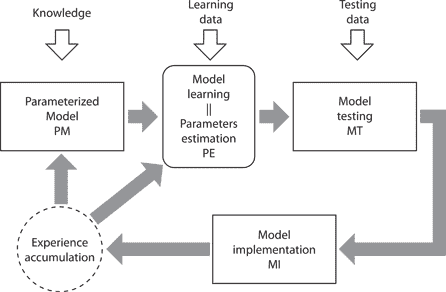 Knowledge
Learning
data
Testing
data
Parameterized
Model
PM
Model
learning
||
Parameters
estimation
PE
Model
testing
MT
Experience
accumulation
Model
implementation
MI